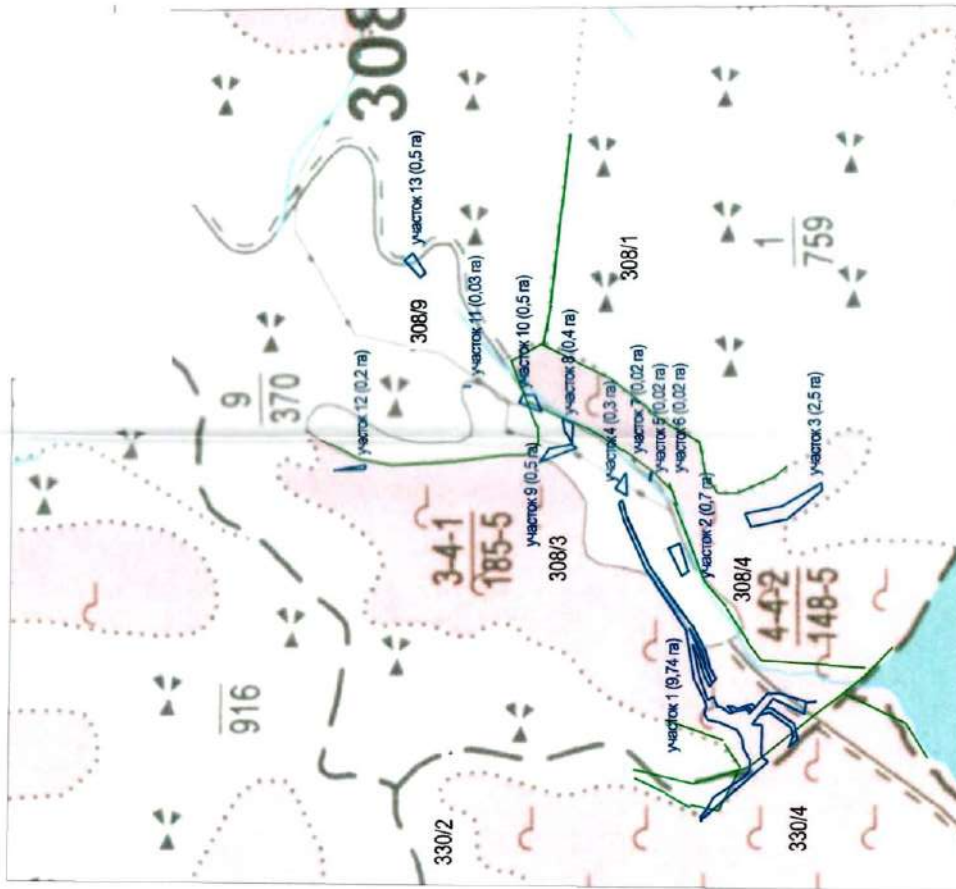 308
участок 13 (0,5 га)
308/9
участок 11 (0,03 га)
участок 10 (0,5 га)
308/1
1
759
9
370
участок 12 (0,2 га)
участок 8 (0,4 га)
участок 4 (0,3 га)
участок 7 (0,02 га)
участок 5 (0,02 га)
участок 6 (0,02 га)
участок 9 (0,5 га)
участок 3 (2,5 га)
3-4-1
185-5
308/3
участок 2 (0,7 га)
308/4
4-4-2
148-5
916
участок 1 (9,74 га)
330/2
330/4